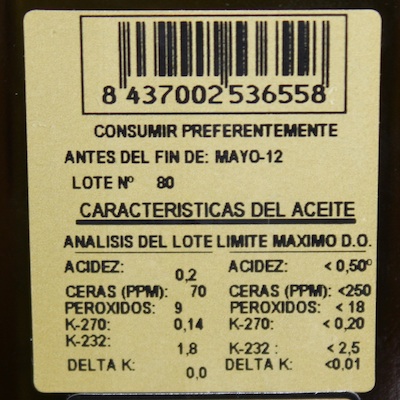 8 437002 536558
CONSUMIR PREFERENTEMENTE
ANTES DEL FIN DE: MAYO-12
LOTE Nº 80
CARACTERISTICAS DEL ACEITE
ANALISIS DEL LOTE LIMITE MAXIMO D.O.
ACIDEZ: 0,2 ACIDEZ: < 0,50º
CERAS (PPM): 70 CERAS (PPM): <250
PEROXIDOS: 9 PEROXIDOS: < 18
K-270: 0,14 K-270: < 0,20
K-232: 1,8 K-232 : < 2,5
DELTA K: 0,0 DELTA K: <0.01